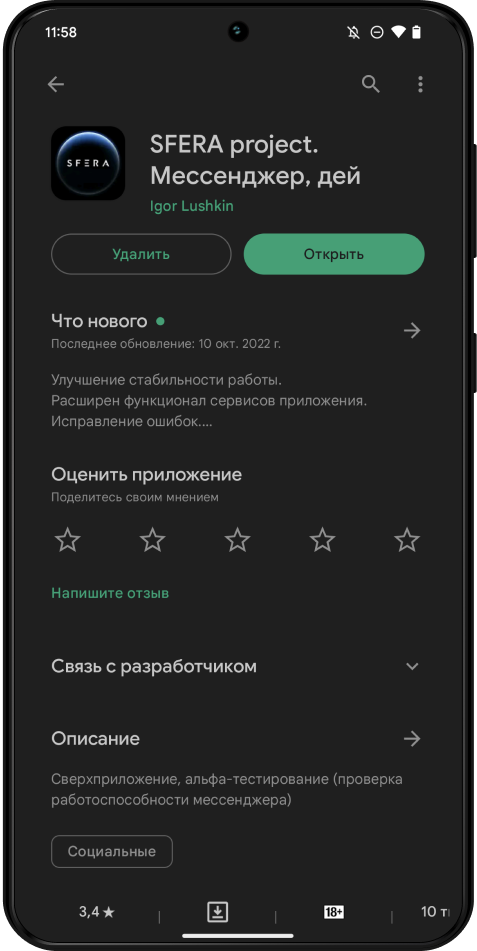 11:58
SFERA
SFERA project.
Мессенджер, дей
Igor Lushkin
Удалить
Открыть
Что нового
Последнее обновление: 10 окт. 2022 г.
Улучшение стабильности работы.
Расширен функционал сервисов приложения.
Исправление ошибок....
Оценить приложение
Поделитесь своим мнением
Напишите отзыв
Связь с разработчиком
Описание
Сверхприложение, альфа-тестирование (проверка
работоспособности мессенджера)
Социальные
3,4★ 18+ 10 т